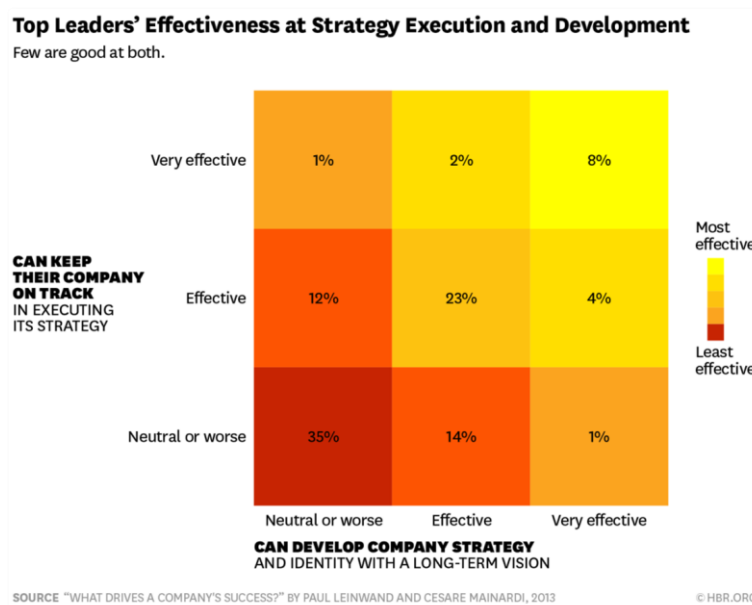 Top Leaders’ Effectiveness at Strategy Execution and Development
Few are good at both.
Very effective
1%
2%
8%
Most
effective
CAN KEEP
THEIR COMPANY
ON TRACK
IN EXECUTING
ITS STRATEGY
Effective
12%
23%
4%
Least
effective
Neutral or worse
35%
14%
1%
Neutral or worse
Effective
Very effective
CAN DEVELOP COMPANY STRATEGY
AND IDENTITY WITH A LONG-TERM VISION
SOURCE “WHAT DRIVES A COMPANY’S SUCCESS?” BY PAUL LEINWAND AND CESARE MAINARDI, 2013
© HBR.ORG